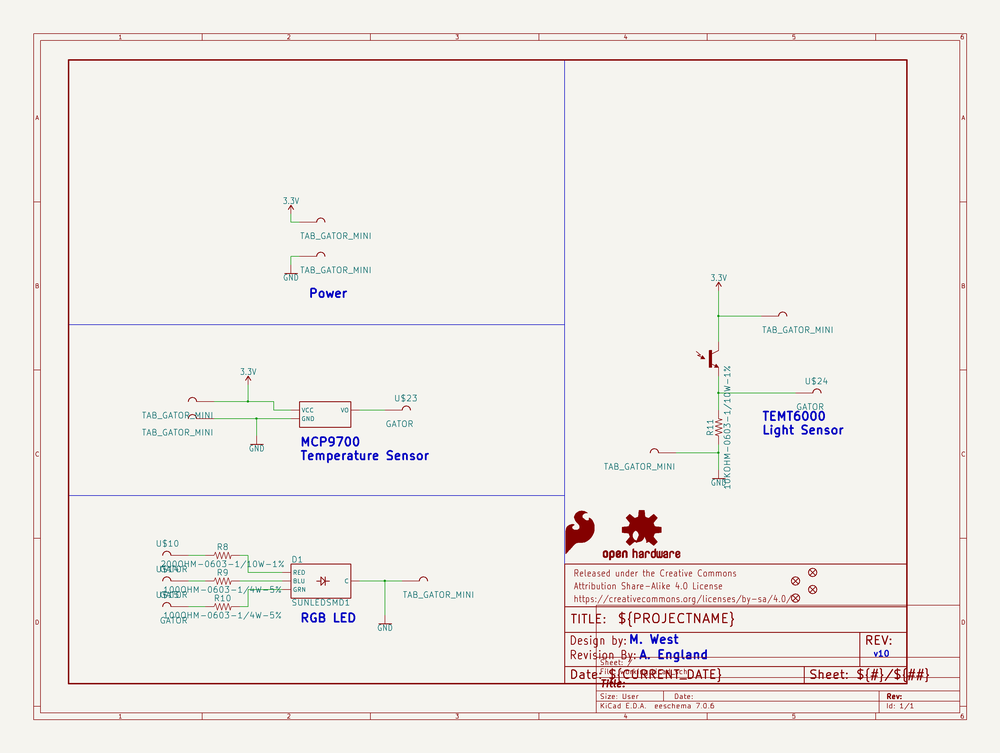 1 2 3 4 5 6
A A
3.3V
TAB_GATOR_MINI
TAB_GATOR_MINI
GND
Power
B B
3.3V
TAB_GATOR_MINI
U$24
GATOR
TEMT6000
Light Sensor
R11
10KOHM-0603-1/10W-1%
TAB_GATOR_MINI
GND
3.3V
TAB_GATOR_MINI
TAB_GATOR_MINI
VCC VO
GND
U$23
GATOR
GND
MCP9700
Temperature Sensor
C C
U$10
R8
200OHM-0603-1/10W-1%
R9
100OHM-0603-1/4W-5%
R10
100OHM-0603-1/4W-5%
GATOR
D1
RED
BLU C
GRN
SUNLEDSMD1
TAB_GATOR_MINI
GND
RGB LED
D D
open hardware
Released under the Creative Commons
Attribution Share-Alike 4.0 License
https://creativecommons.org/licenses/by-sa/4.0/
TITLE: ${PROJECTNAME}
Design by: M. West
REV:
Revision By: A. England
v10
Sheet: /
Date: ${CURRENT_DATE}
Sheet: ${#}/${##}
Title:
Size: User Date: Rev:
KiCad E.D.A. eeschema 7.0.6 Id: 1/1
1 2 3 4 5 6